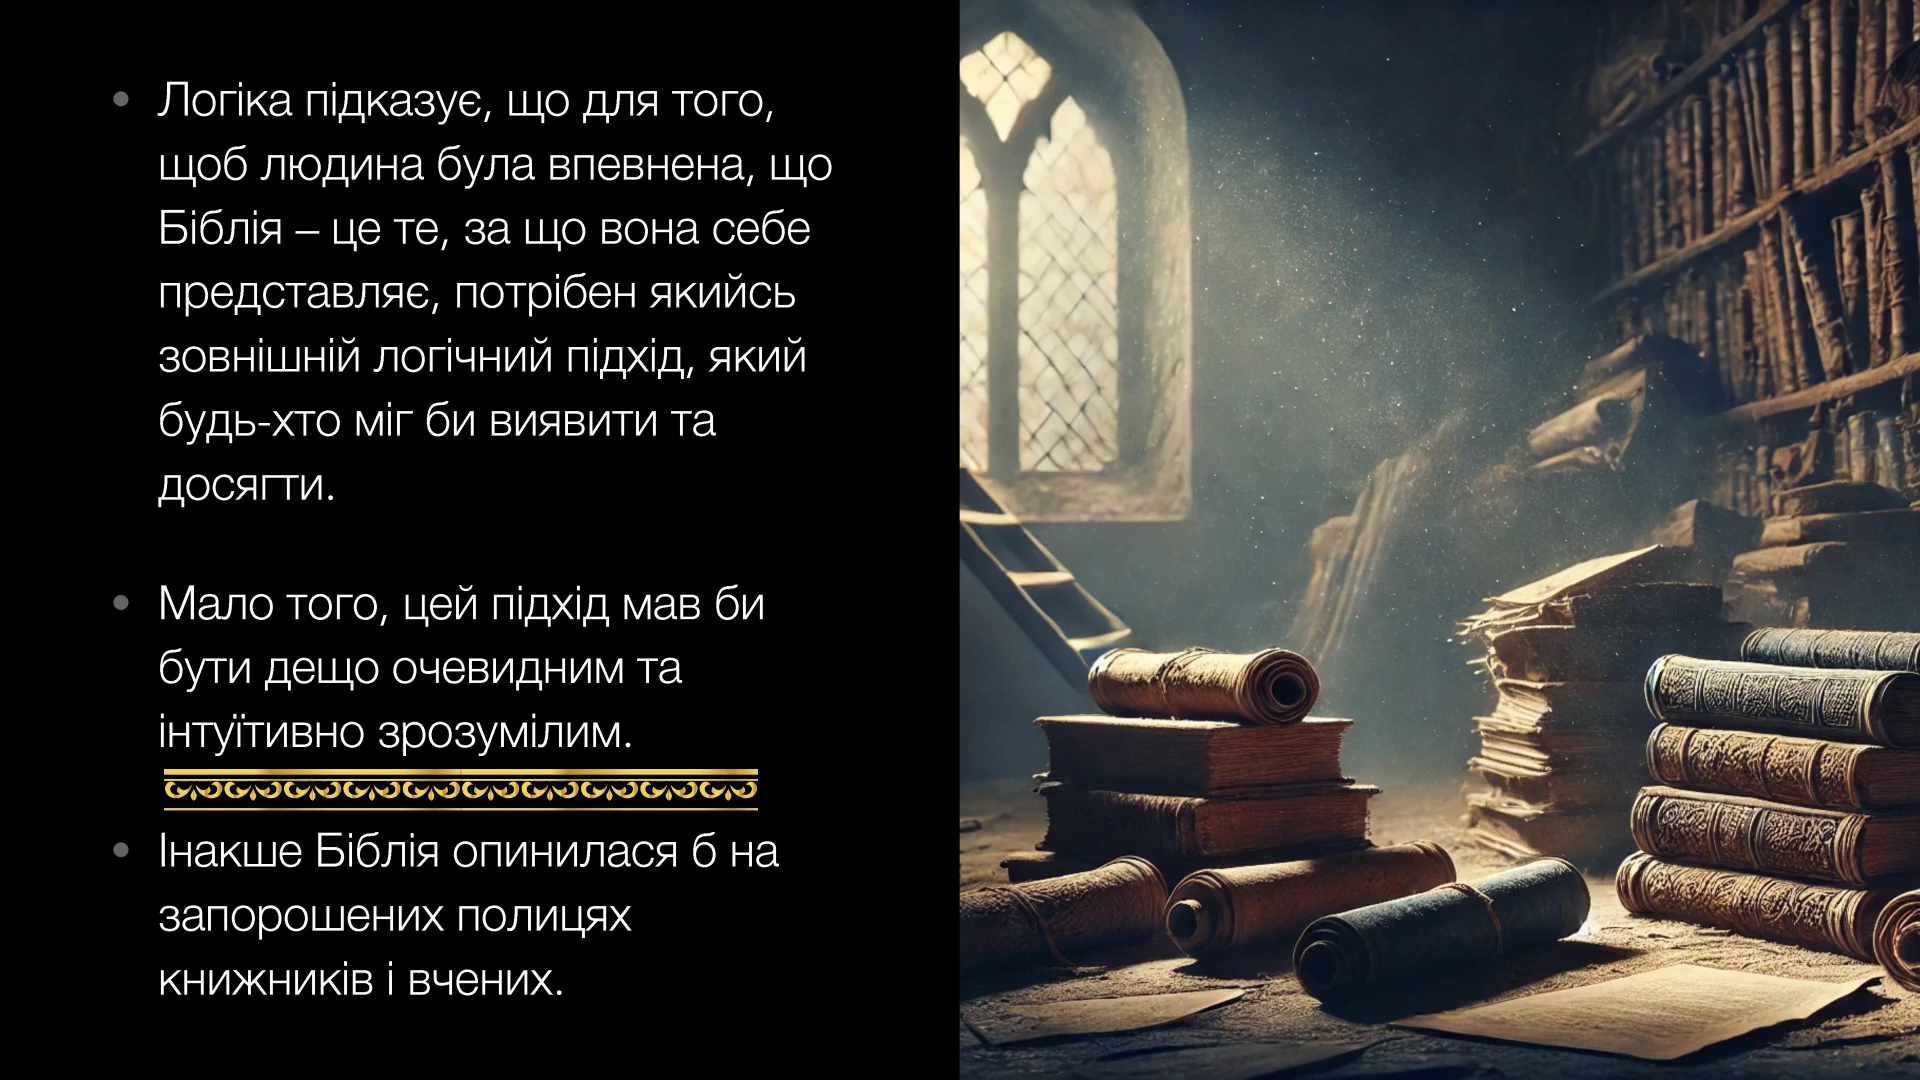 • Логіка підказує, що для того,
щоб людина була впевнена, що
Біблія – це те, за що вона себе
представляє, потрібен якийсь
зовнішній логічний підхід, який
будь-хто міг би виявити та
досягти.
• Мало того, цей підхід мав би
бути дещо очевидним та
інтуїтивно зрозумілим.
• Інакше Біблія опинилася б на
запорошених полицях
книжників і вчених.